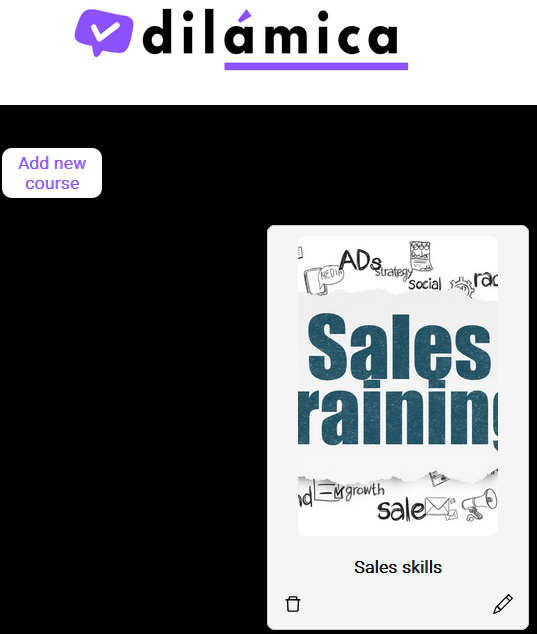 dilámica
Add new
course
ADs
MEDIA
strategy
social
rad
Sales
raining
growth
sale
Sales skills